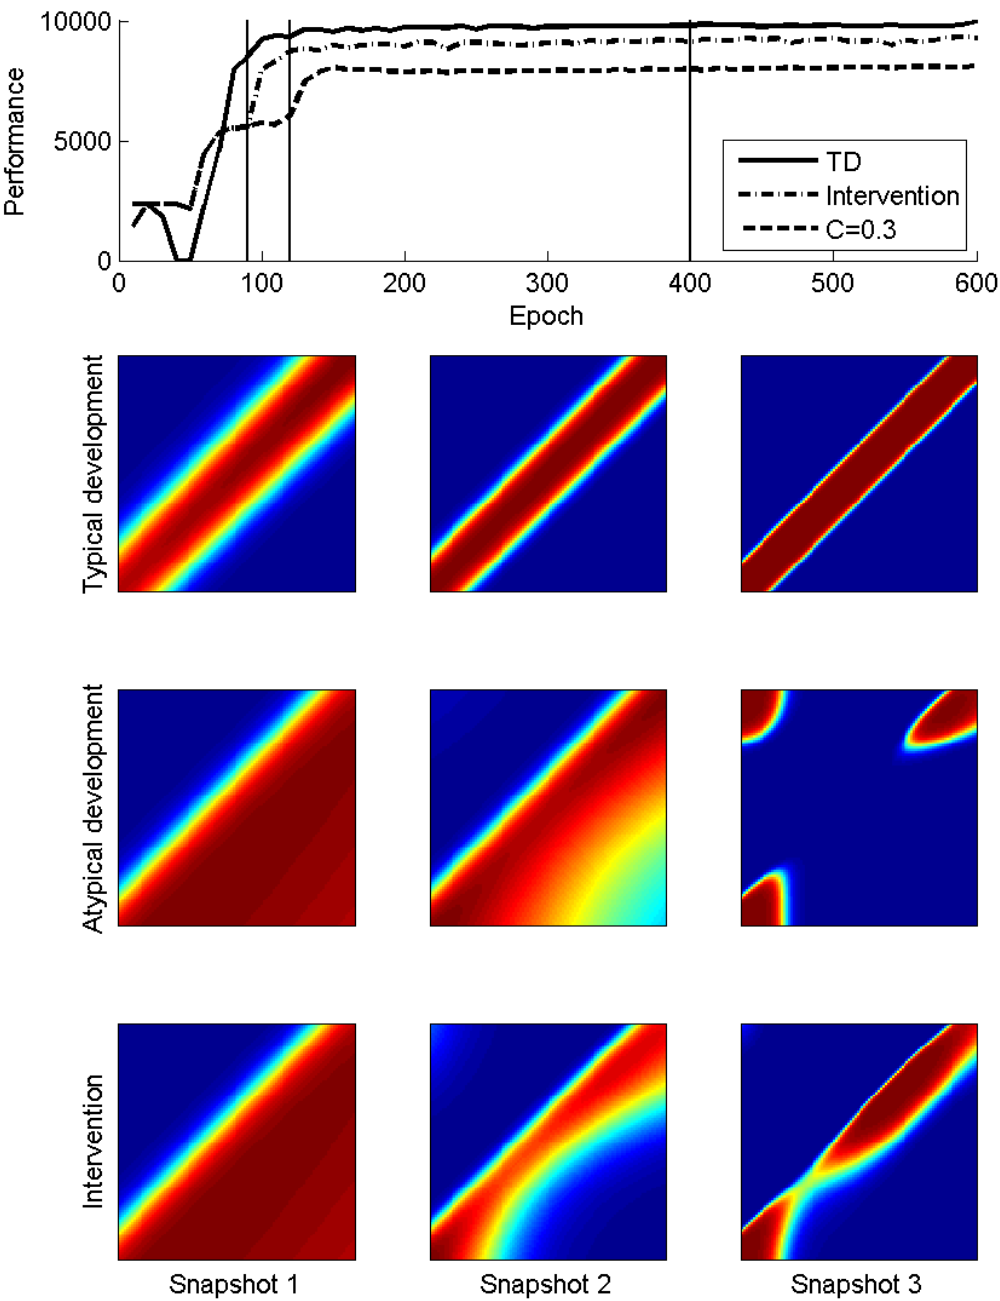 10000
5000
0
Performance
TD
Intervention
C=0.3
0 100 200 300 400 500 600
Epoch
Typical development
Atypical development
Intervention
Snapshot 1 Snapshot 2 Snapshot 3